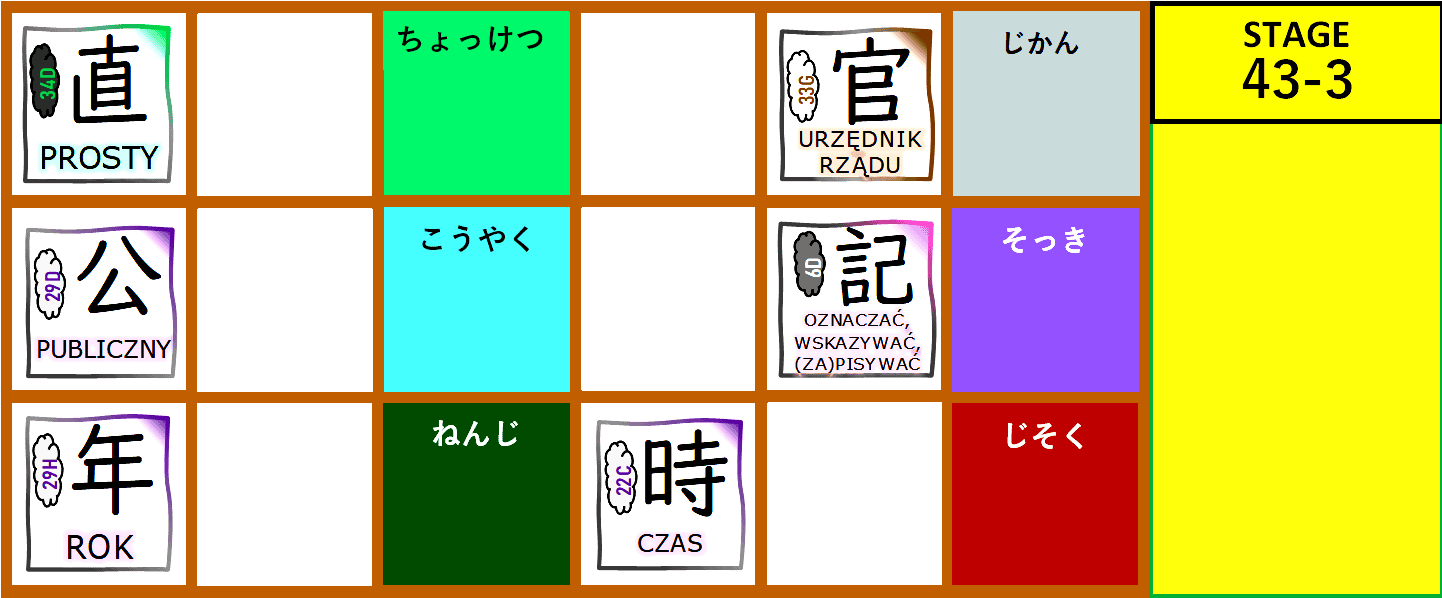 34D
直
PROSTY
ちょっけつ
33G
官
URZĘDNIK
RZĄDU
じかん
STAGE
43-3
29D
公
PUBLICZNY
こうやく
6D
記
OZNACZAĆ,
WSKAZYWAĆ,
(ZA)PISYWAĆ
そっき
29H
年
ROK
ねんじ
22C
時
CZAS
じそく